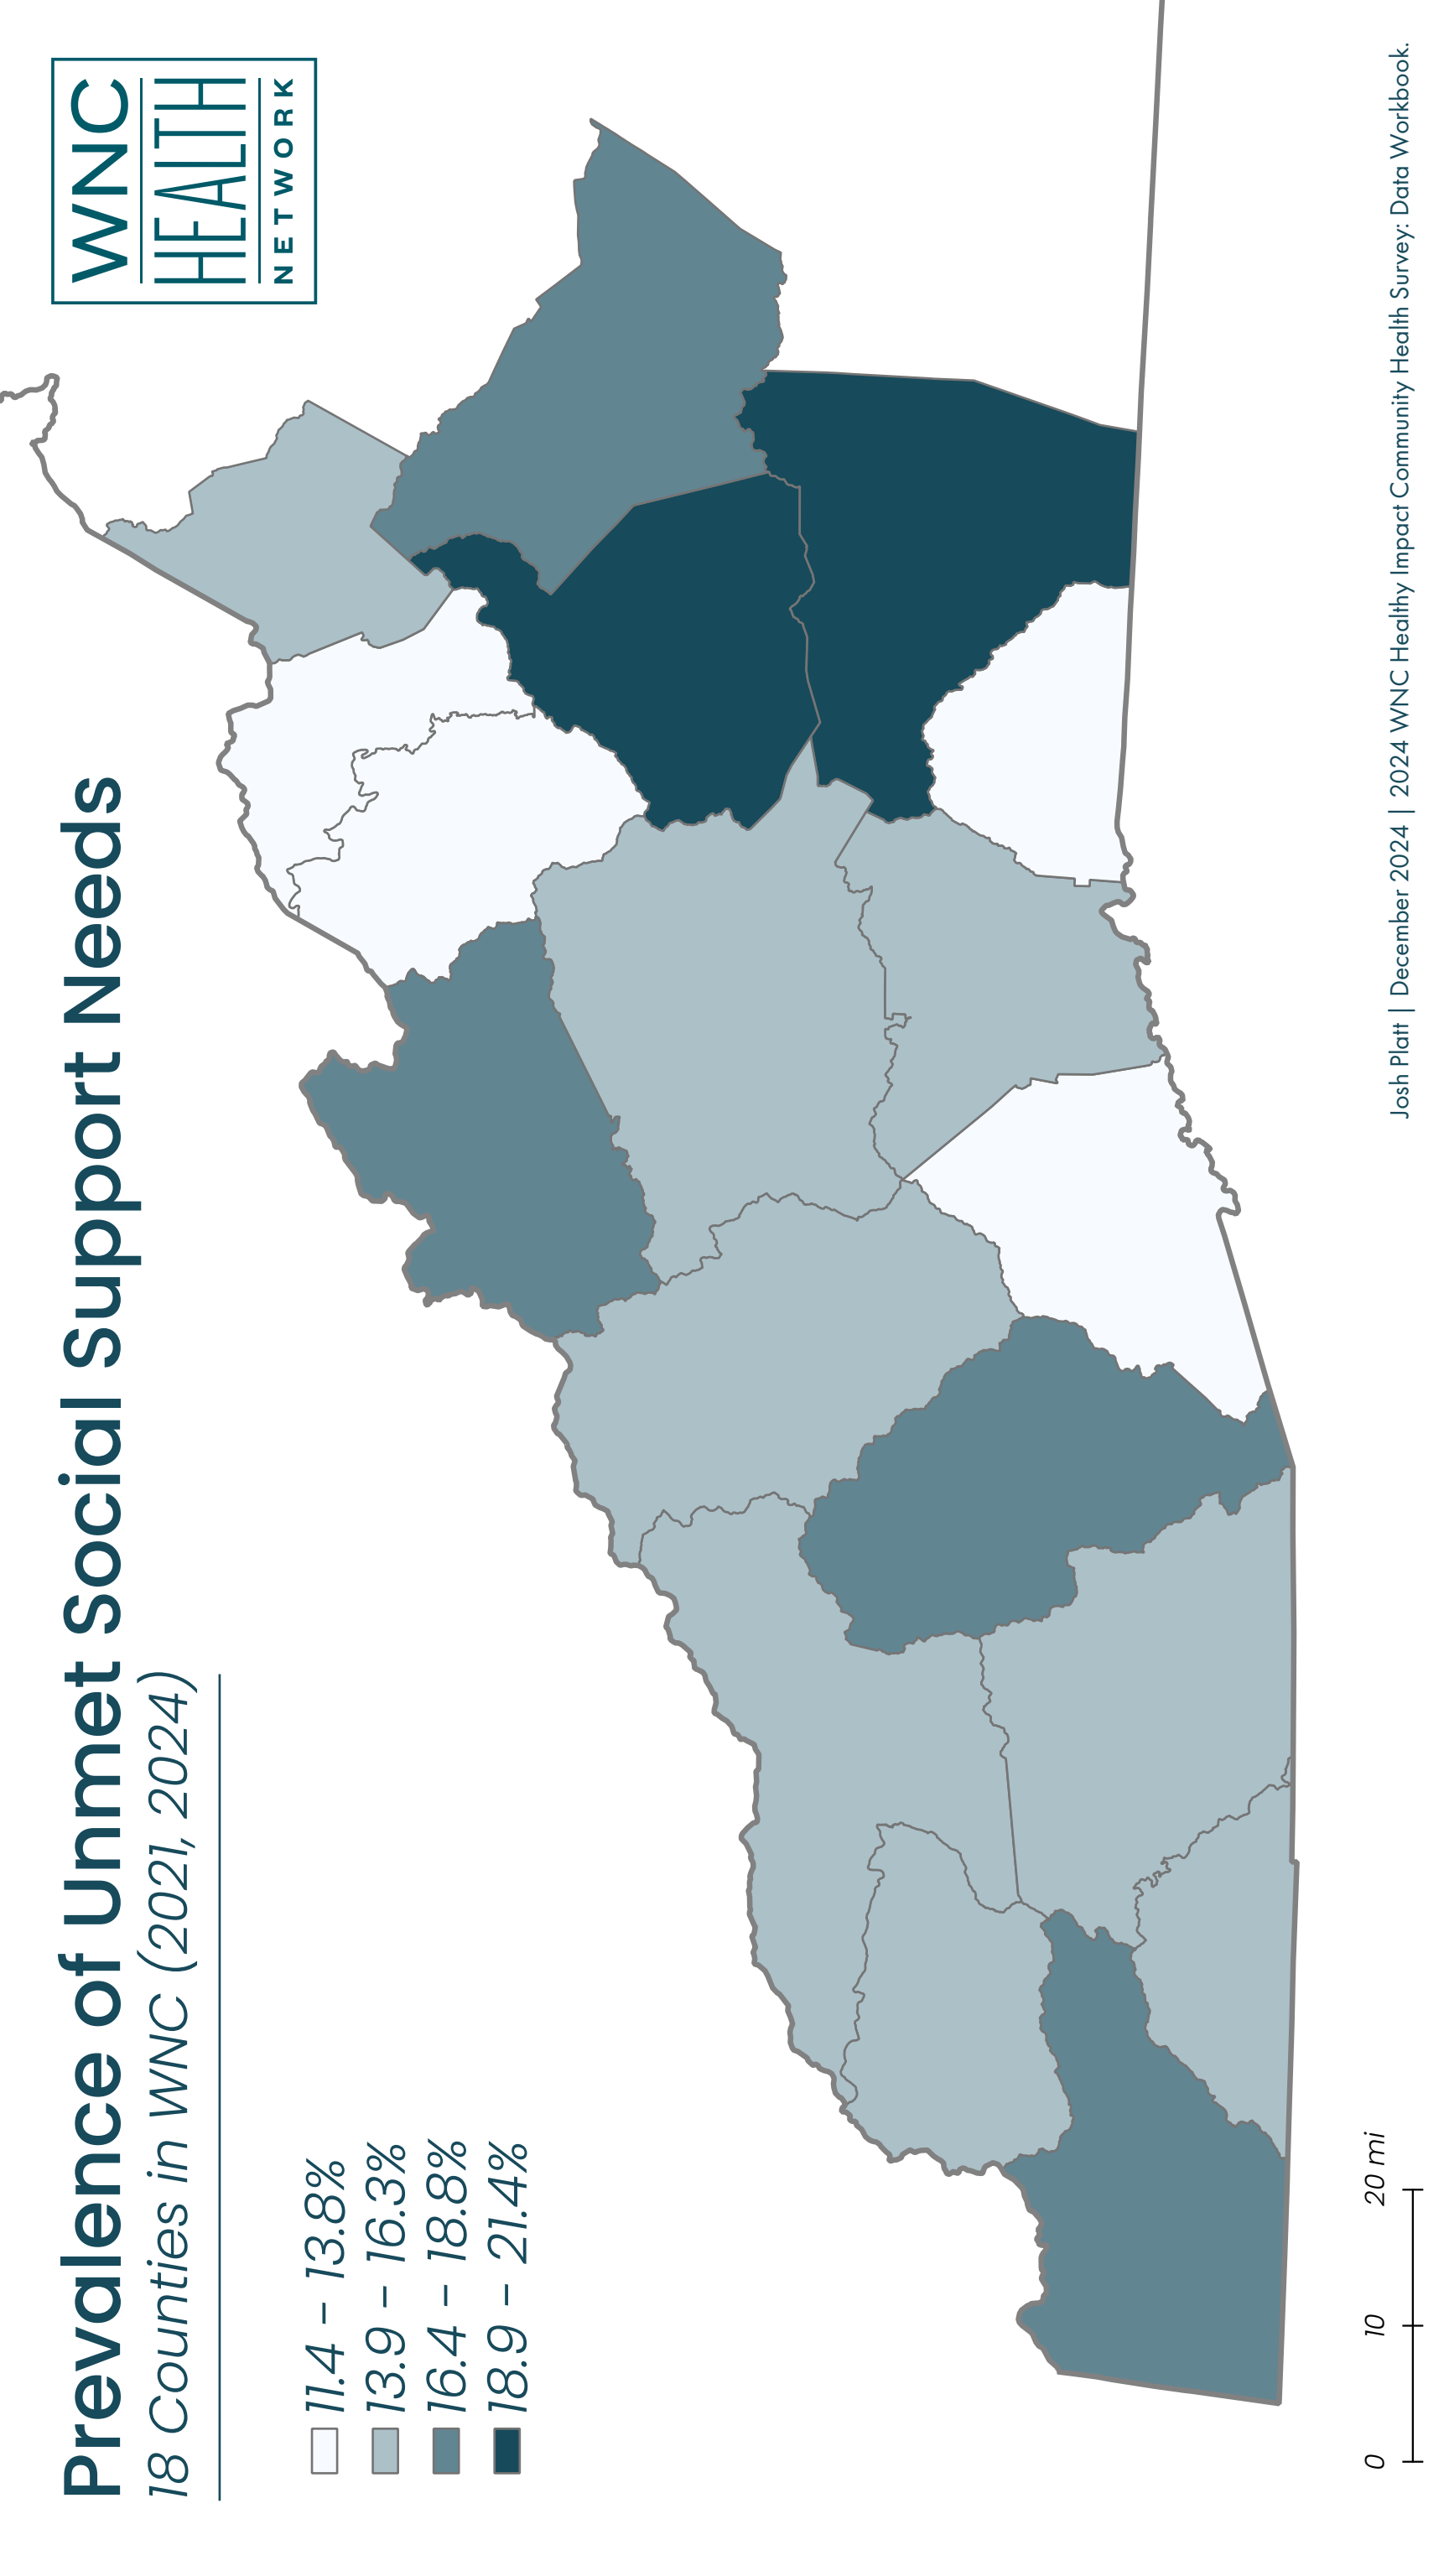 Prevalence of Unmet Social Support Needs
18 Counties in WNC (2021, 2024)
WNC
HEALTH
NETWORK
11.4 - 13.8%
13.9 - 16.3%
16.4 - 18.8%
18.9 - 21.4%
0 10 20 mi
Josh Platt | December 2024 | 2024 WNC Healthy Impact Community Health Survey: Data Workbook.